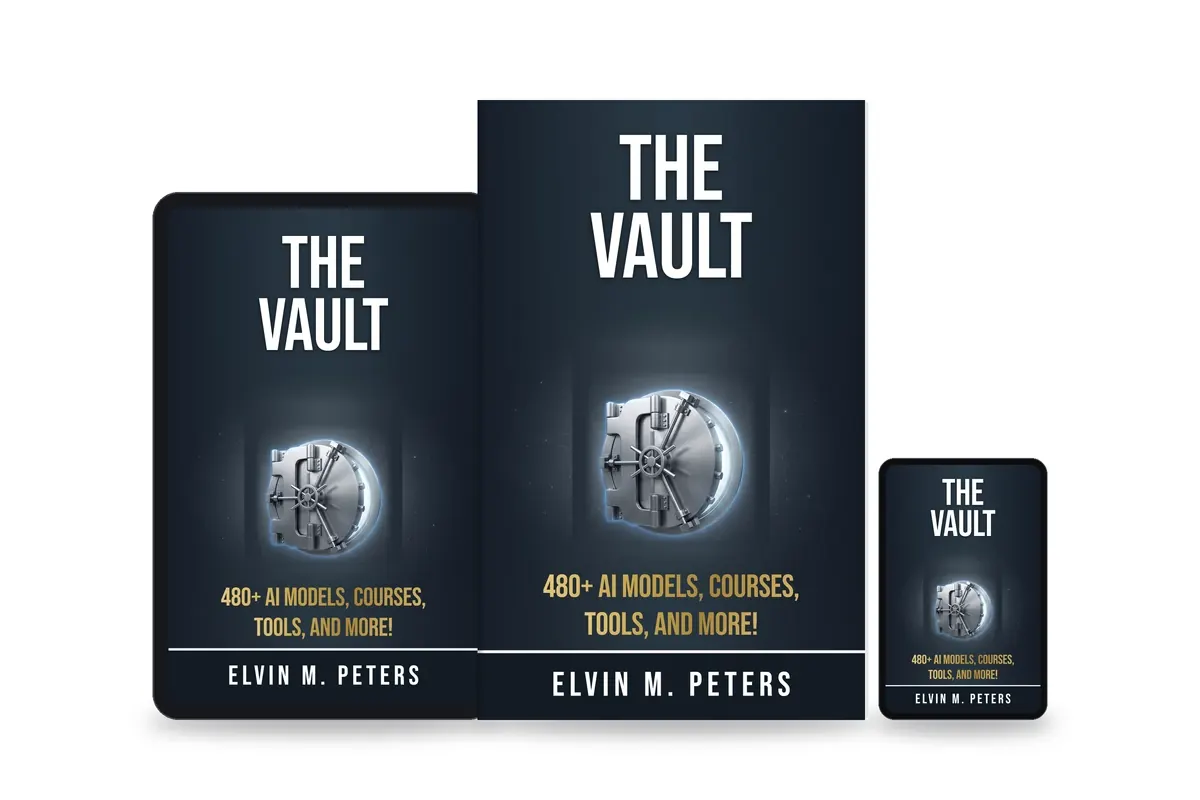 THE
VAULT
480+ AI MODELS, COURSES,
TOOLS, AND MORE!
ELVIN M. PETERS
THE
VAULT
480+ AI MODELS, COURSES,
TOOLS, AND MORE!
ELVIN M. PETERS
THE
VAULT
480+ AI MODELS, COURSES,
TOOLS, AND MORE!
ELVIN M. PETERS